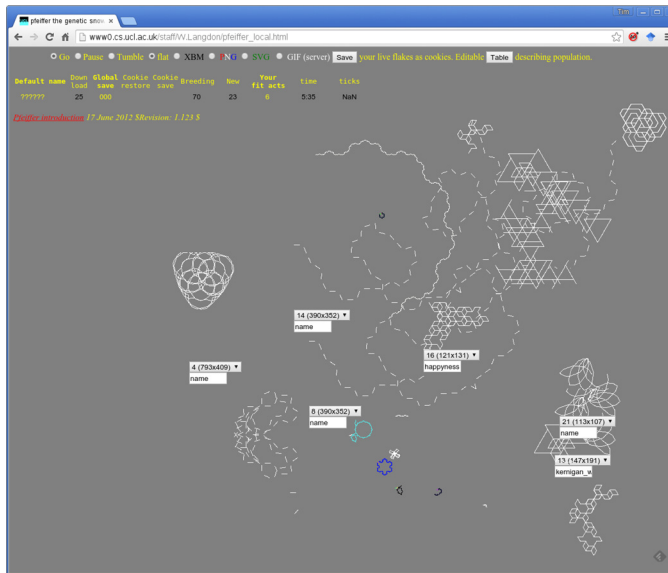 Tim
pfeiffer the genetic snow
www0.cs.ucl.ac.uk/staff/W.Langdon/pfeiffer_local.html
Go Pause Tumble flat XBM PNG SVG GIF (server) Save your live flakes as cookies. Editable Table describing population.
Default name Down load Global save Cookie restore Cookie save Breeding New Your fit acts time ticks
?????? 25 000 70 23 6 5:35 NaN
Pfeiffer introduction 17 June 2012 $Revision: 1.123 $
14 (390x352)
name
16 (121x131)
happyness
4 (793x409)
name
8 (390x352)
name
21 (113x107)
name
13 (147x191)
kernigan_w